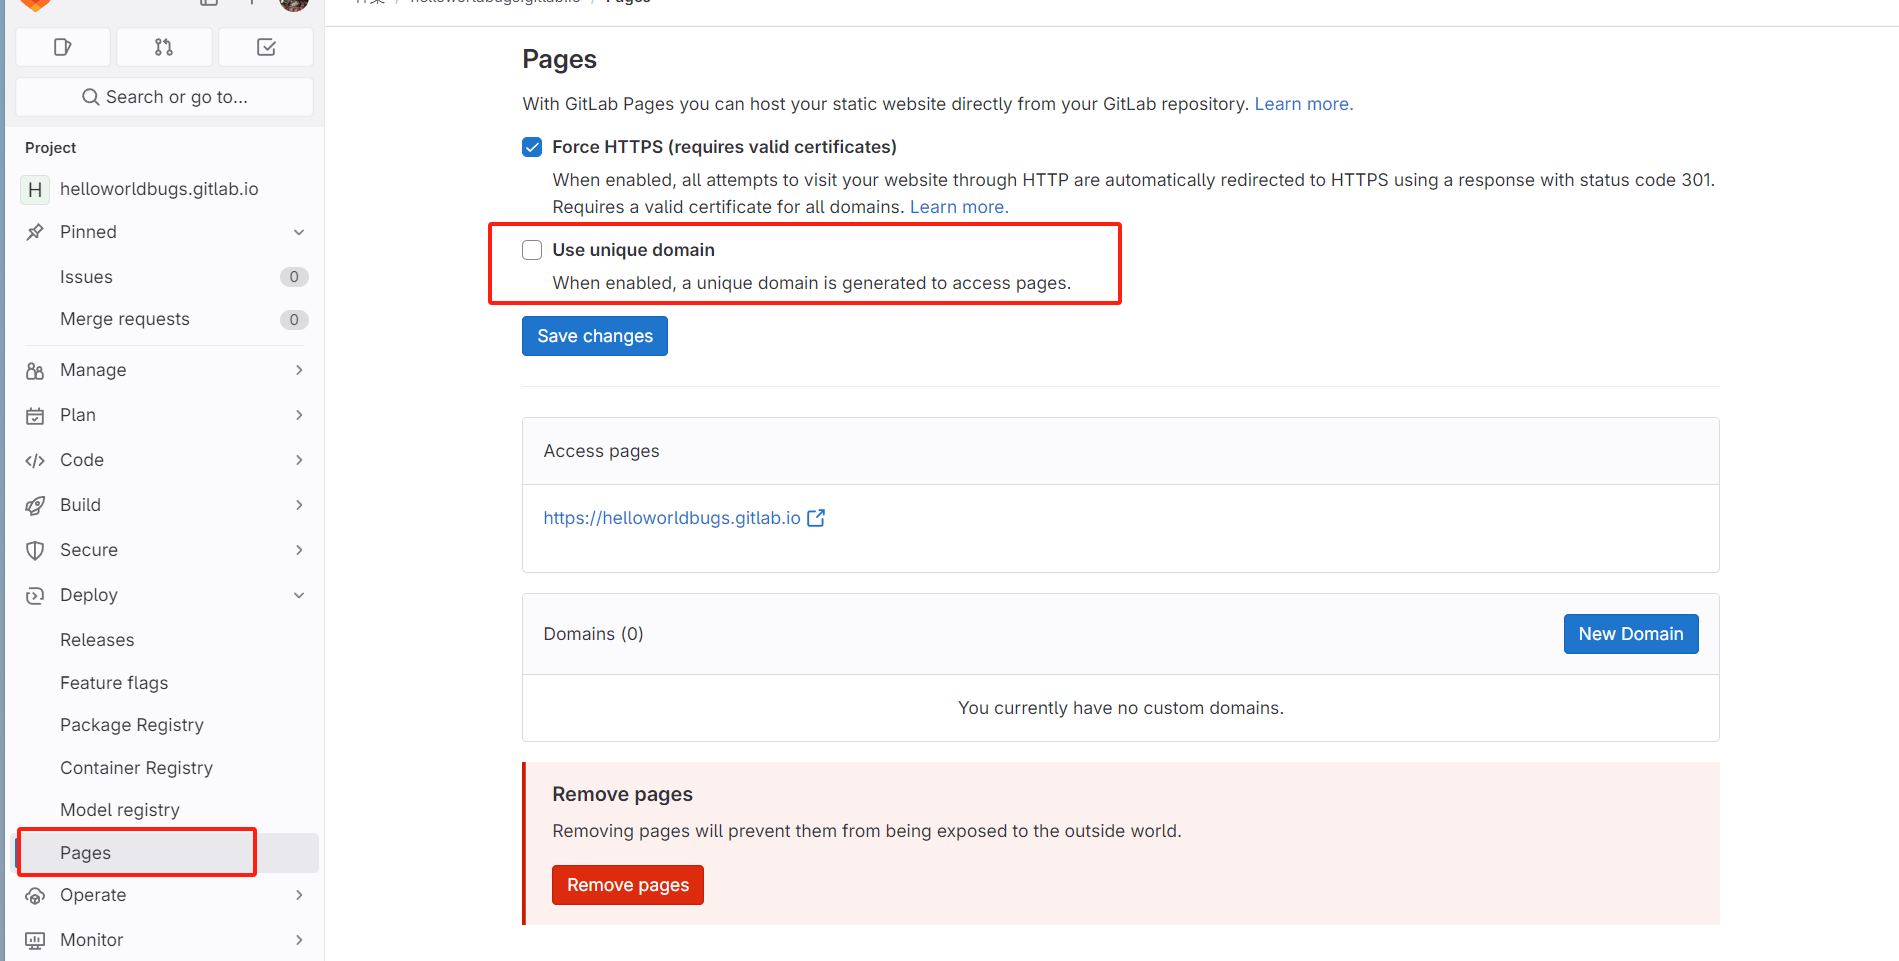 helloworldbugs.gitlab.io / Pages
Search or go to...
Project
H helloworldbugs.gitlab.io
Pinned
Issues 0
Merge requests 0
Manage
Plan
Code
Build
Secure
Deploy
Releases
Feature flags
Package Registry
Container Registry
Model registry
Pages
Operate
Monitor
Pages
With GitLab Pages you can host your static website directly from your GitLab repository. Learn more.
Force HTTPS (requires valid certificates)
When enabled, all attempts to visit your website through HTTP are automatically redirected to HTTPS using a response with status code 301.
Requires a valid certificate for all domains. Learn more.
Use unique domain
When enabled, a unique domain is generated to access pages.
Save changes
Access pages
https://helloworldbugs.gitlab.io
Domains (0)
New Domain
You currently have no custom domains.
Remove pages
Removing pages will prevent them from being exposed to the outside world.
Remove pages